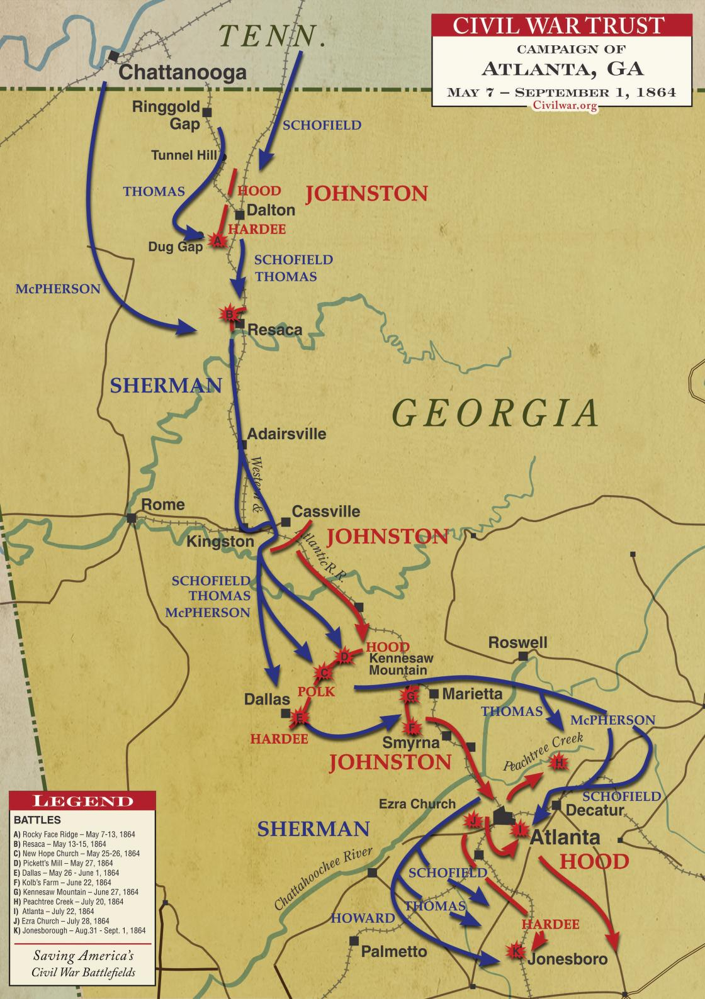 TENN.
CIVIL WAR TRUST
CAMPAIGN OF
ATLANTA, GA
MAY 7 – SEPTEMBER 1, 1864
Civilwar.org
Chattanooga
Ringgold
Gap
SCHOFIELD
Tunnel Hill
THOMAS
HOOD
JOHNSTON
Dalton
HARDEE
A
Dug Gap
SCHOFIELD
THOMAS
McPHERSON
B
Resaca
SHERMAN
GEORGIA
Adairsville
Western &
Atlantic R.R.
Rome
Cassville
Kingston
JOHNSTON
SCHOFIELD
THOMAS
McPHERSON
HOOD
Kennesaw
Mountain
D
C
POLK
Roswell
Dallas
E
HARDEE
G
Marietta
THOMAS
McPHERSON
F
Smyrna
JOHNSTON
Peachtree Creek
H
SCHOFIELD
Ezra Church
Decatur
J
I
SHERMAN
Atlanta
HOOD
Chattahoochee River
SCHOFIELD
THOMAS
HOWARD
HARDEE
Palmetto
K
Jonesboro
LEGEND
BATTLES
A) Rocky Face Ridge – May 7-13, 1864
B) Resaca – May 13-15, 1864
C) New Hope Church – May 25-26, 1864
D) Pickett's Mill – May 27, 1864
E) Dallas – May 26 - June 1, 1864
F) Kolb's Farm – June 22, 1864
G) Kennesaw Mountain – June 27, 1864
H) Peachtree Creek – July 20, 1864
I) Atlanta – July 22, 1864
J) Ezra Church – July 28, 1864
K) Jonesborough – Aug.31 - Sept. 1, 1864
Saving America's
Civil War Battlefields